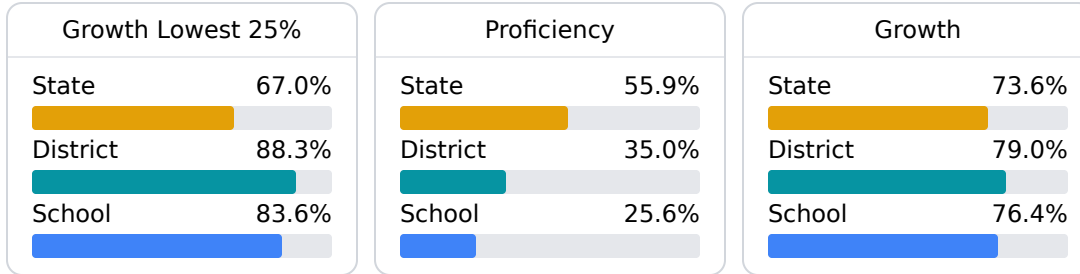 Growth Lowest 25%
State 67.0%
District 88.3%
School 83.6%
Proficiency
State 55.9%
District 35.0%
School 25.6%
Growth
State 73.6%
District 79.0%
School 76.4%